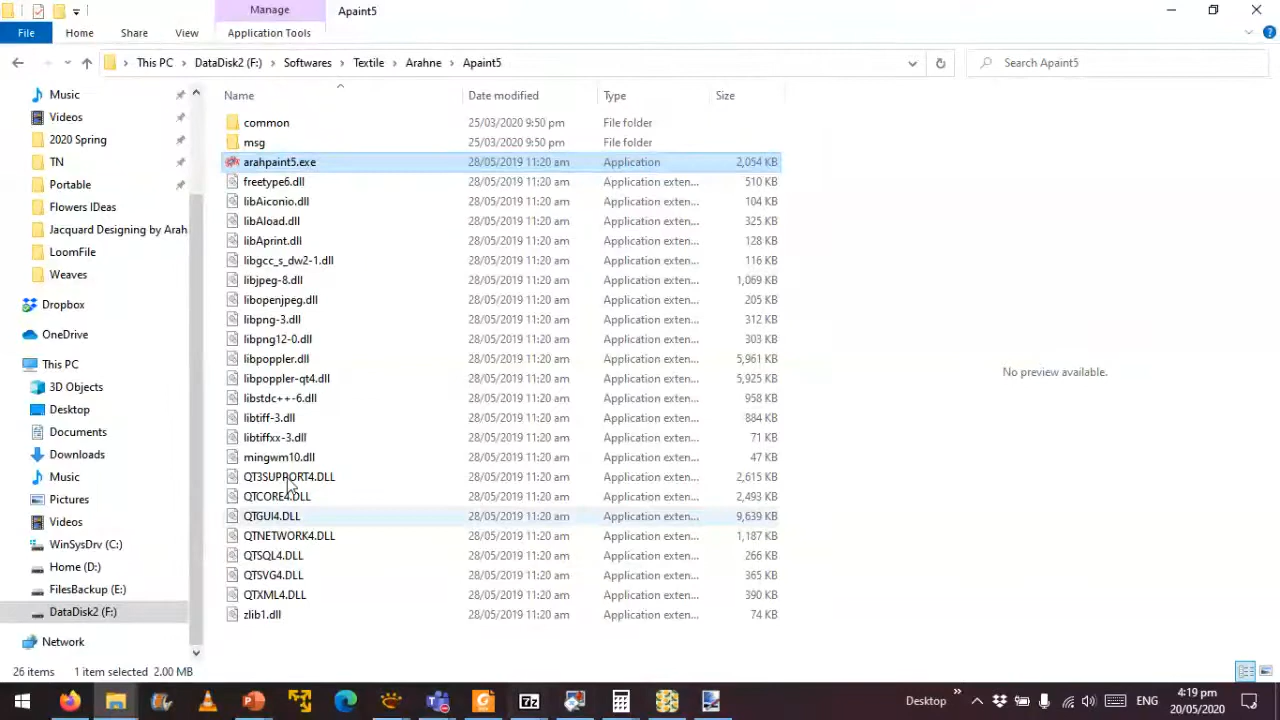 Manage
Apaint5
File
Home
Share
View
Application Tools
This PC
DataDisk2 (F:)
Softwares
Textile
Arahne
Apaint5
Search Apaint5
Name
Date modified
Type
Size
Music
Videos
2020 Spring
TN
Portable
Flowers IDeas
Jacquard Designing by Arah
LoomFile
Weaves
Dropbox
OneDrive
This PC
3D Objects
Desktop
Documents
Downloads
Music
Pictures
Videos
WinSysDrv (C:)
Home (D:)
FilesBackup (E:)
DataDisk2 (F:)
Network
common 25/03/2020 9:50 pm File folder
msg 25/03/2020 9:50 pm File folder
arahpaint5.exe 28/05/2019 11:20 am Application 2,054 KB
freetype6.dll 28/05/2019 11:20 am Application exten... 510 KB
libAiconio.dll 28/05/2019 11:20 am Application exten... 104 KB
libAload.dll 28/05/2019 11:20 am Application exten... 325 KB
libAprint.dll 28/05/2019 11:20 am Application exten... 128 KB
libgcc_s_dw2-1.dll 28/05/2019 11:20 am Application exten... 116 KB
libjpeg-8.dll 28/05/2019 11:20 am Application exten... 1,069 KB
libopenjpeg.dll 28/05/2019 11:20 am Application exten... 205 KB
libpng-3.dll 28/05/2019 11:20 am Application exten... 312 KB
libpng12-0.dll 28/05/2019 11:20 am Application exten... 303 KB
libpoppler.dll 28/05/2019 11:20 am Application exten... 5,961 KB
libpoppler-qt4.dll 28/05/2019 11:20 am Application exten... 5,925 KB
libstdc++-6.dll 28/05/2019 11:20 am Application exten... 958 KB
libtiff-3.dll 28/05/2019 11:20 am Application exten... 884 KB
libtiffxx-3.dll 28/05/2019 11:20 am Application exten... 71 KB
mingwm10.dll 28/05/2019 11:20 am Application exten... 47 KB
QT3SUPPORT4.DLL 28/05/2019 11:20 am Application exten... 2,615 KB
QTCORE4.DLL 28/05/2019 11:20 am Application exten... 2,493 KB
QTGUI4.DLL 28/05/2019 11:20 am Application exten... 9,639 KB
QTNETWORK4.DLL 28/05/2019 11:20 am Application exten... 1,187 KB
QTSQL4.DLL 28/05/2019 11:20 am Application exten... 266 KB
QTSVG4.DLL 28/05/2019 11:20 am Application exten... 365 KB
QTXML4.DLL 28/05/2019 11:20 am Application exten... 390 KB
zlib1.dll 28/05/2019 11:20 am Application exten... 74 KB
No preview available.
26 items 1 item selected 2.00 MB
7z
Desktop
ENG
4:19 pm
20/05/2020